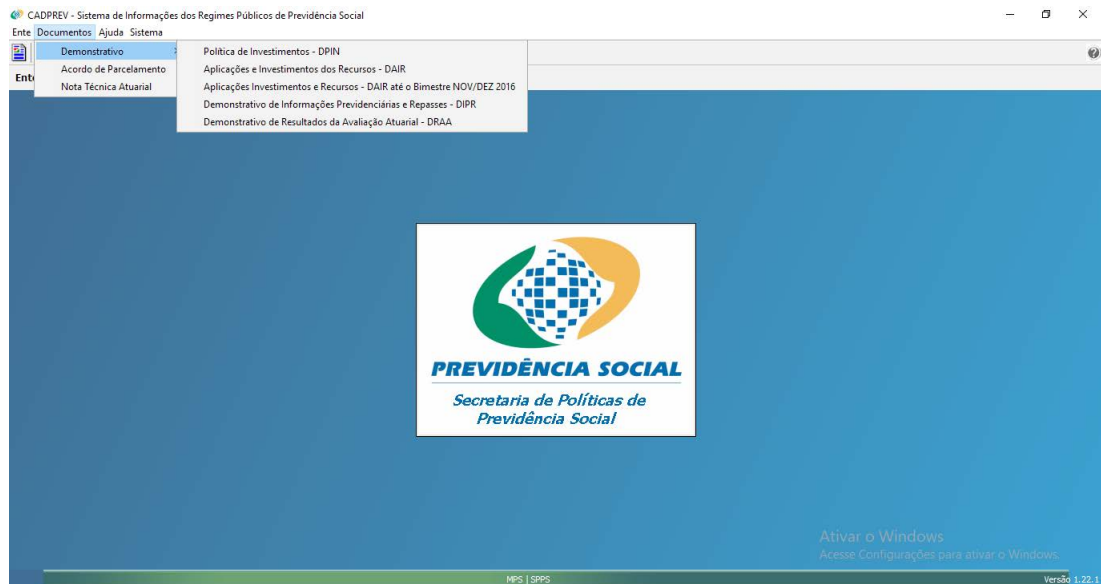 CADPREV - Sistema de Informações dos Regimes Públicos de Previdência Social
Ente Documentos Ajuda Sistema
Demonstrativo
Acordo de Parcelamento
Nota Técnica Atuarial
Política de Investimentos - DPIN
Aplicações e Investimentos dos Recursos - DAIR
Aplicações Investimentos e Recursos - DAIR até o Bimestre NOV/DEZ 2016
Demonstrativo de Informações Previdenciárias e Repasses - DIPR
Demonstrativo de Resultados da Avaliação Atuarial - DRAA
Ent
PREVIDÊNCIA SOCIAL
Secretaria de Políticas de
Previdência Social
Ativar o Windows
Acesse Configurações para ativar o Windows.
MPS | SPPS
Versão 1.22.1